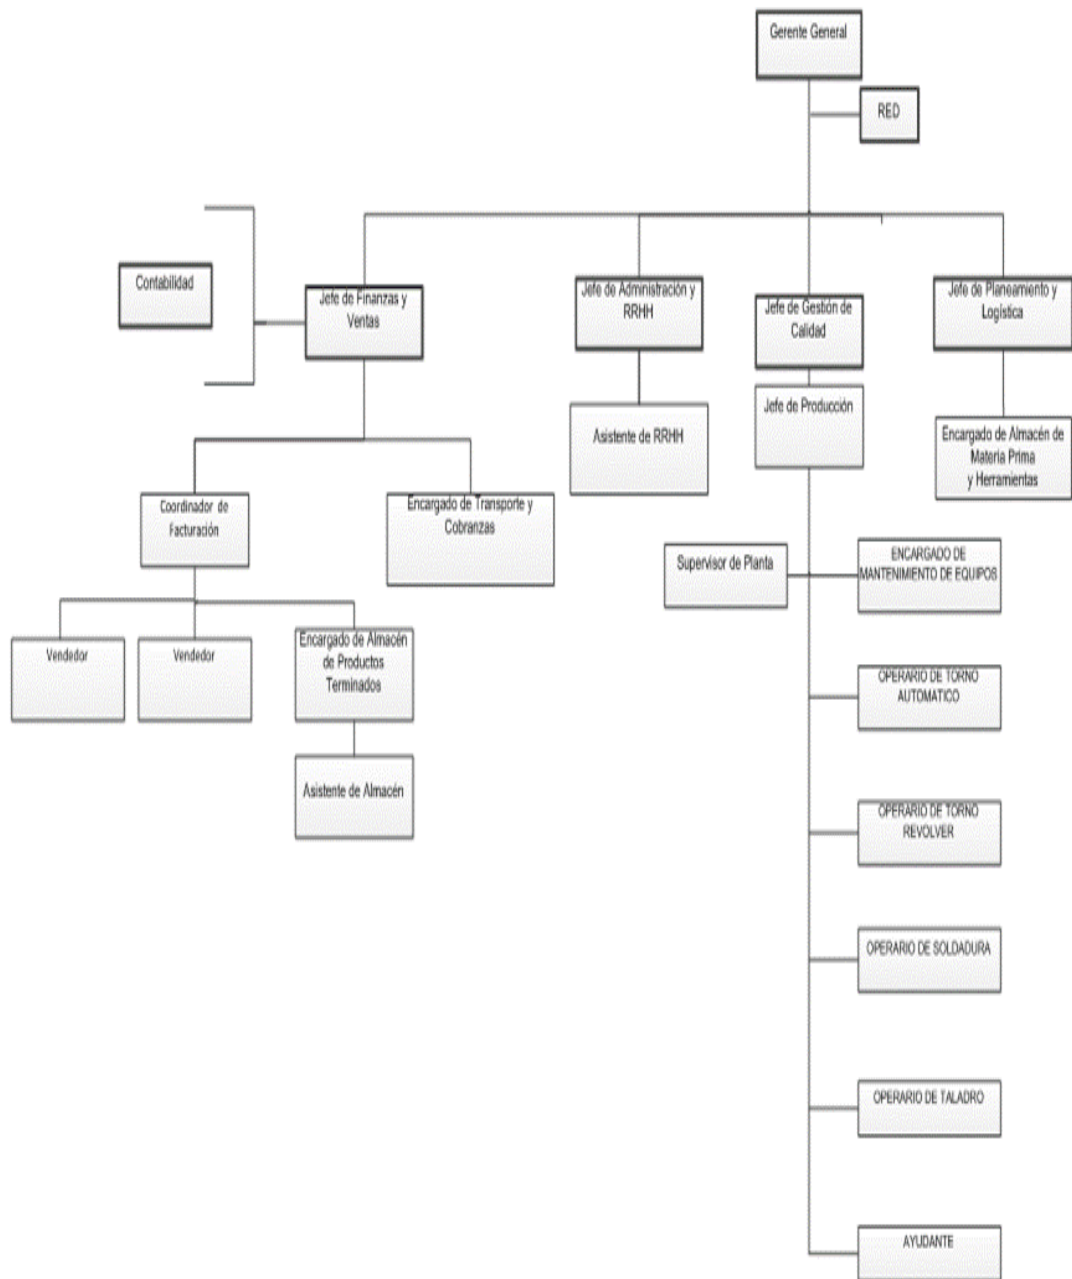 Gerente General
RED
Contabilidad
Jefe de Finanzas y
Ventas
Jefe de Administración y
RRHH
Jefe de Gestión de
Calidad
Jefe de Planeamiento y
Logística
Asistente de RRHH
Jefe de Producción
Encargado de Almacén de
Materia Prima
y Herramientas
Coordinador de
Facturación
Encargado de Transporte y
Cobranzas
Supervisor de Planta
ENCARGADO DE
MANTENIMIENTO DE EQUIPOS
Vendedor
Vendedor
Encargado de Almacén
de Productos
Terminados
OPERARIO DE TORNO
AUTOMATICO
Asistente de Almacén
OPERARIO DE TORNO
REVOLVER
OPERARIO DE SOLDADURA
OPERARIO DE TALADRO
AYUDANTE